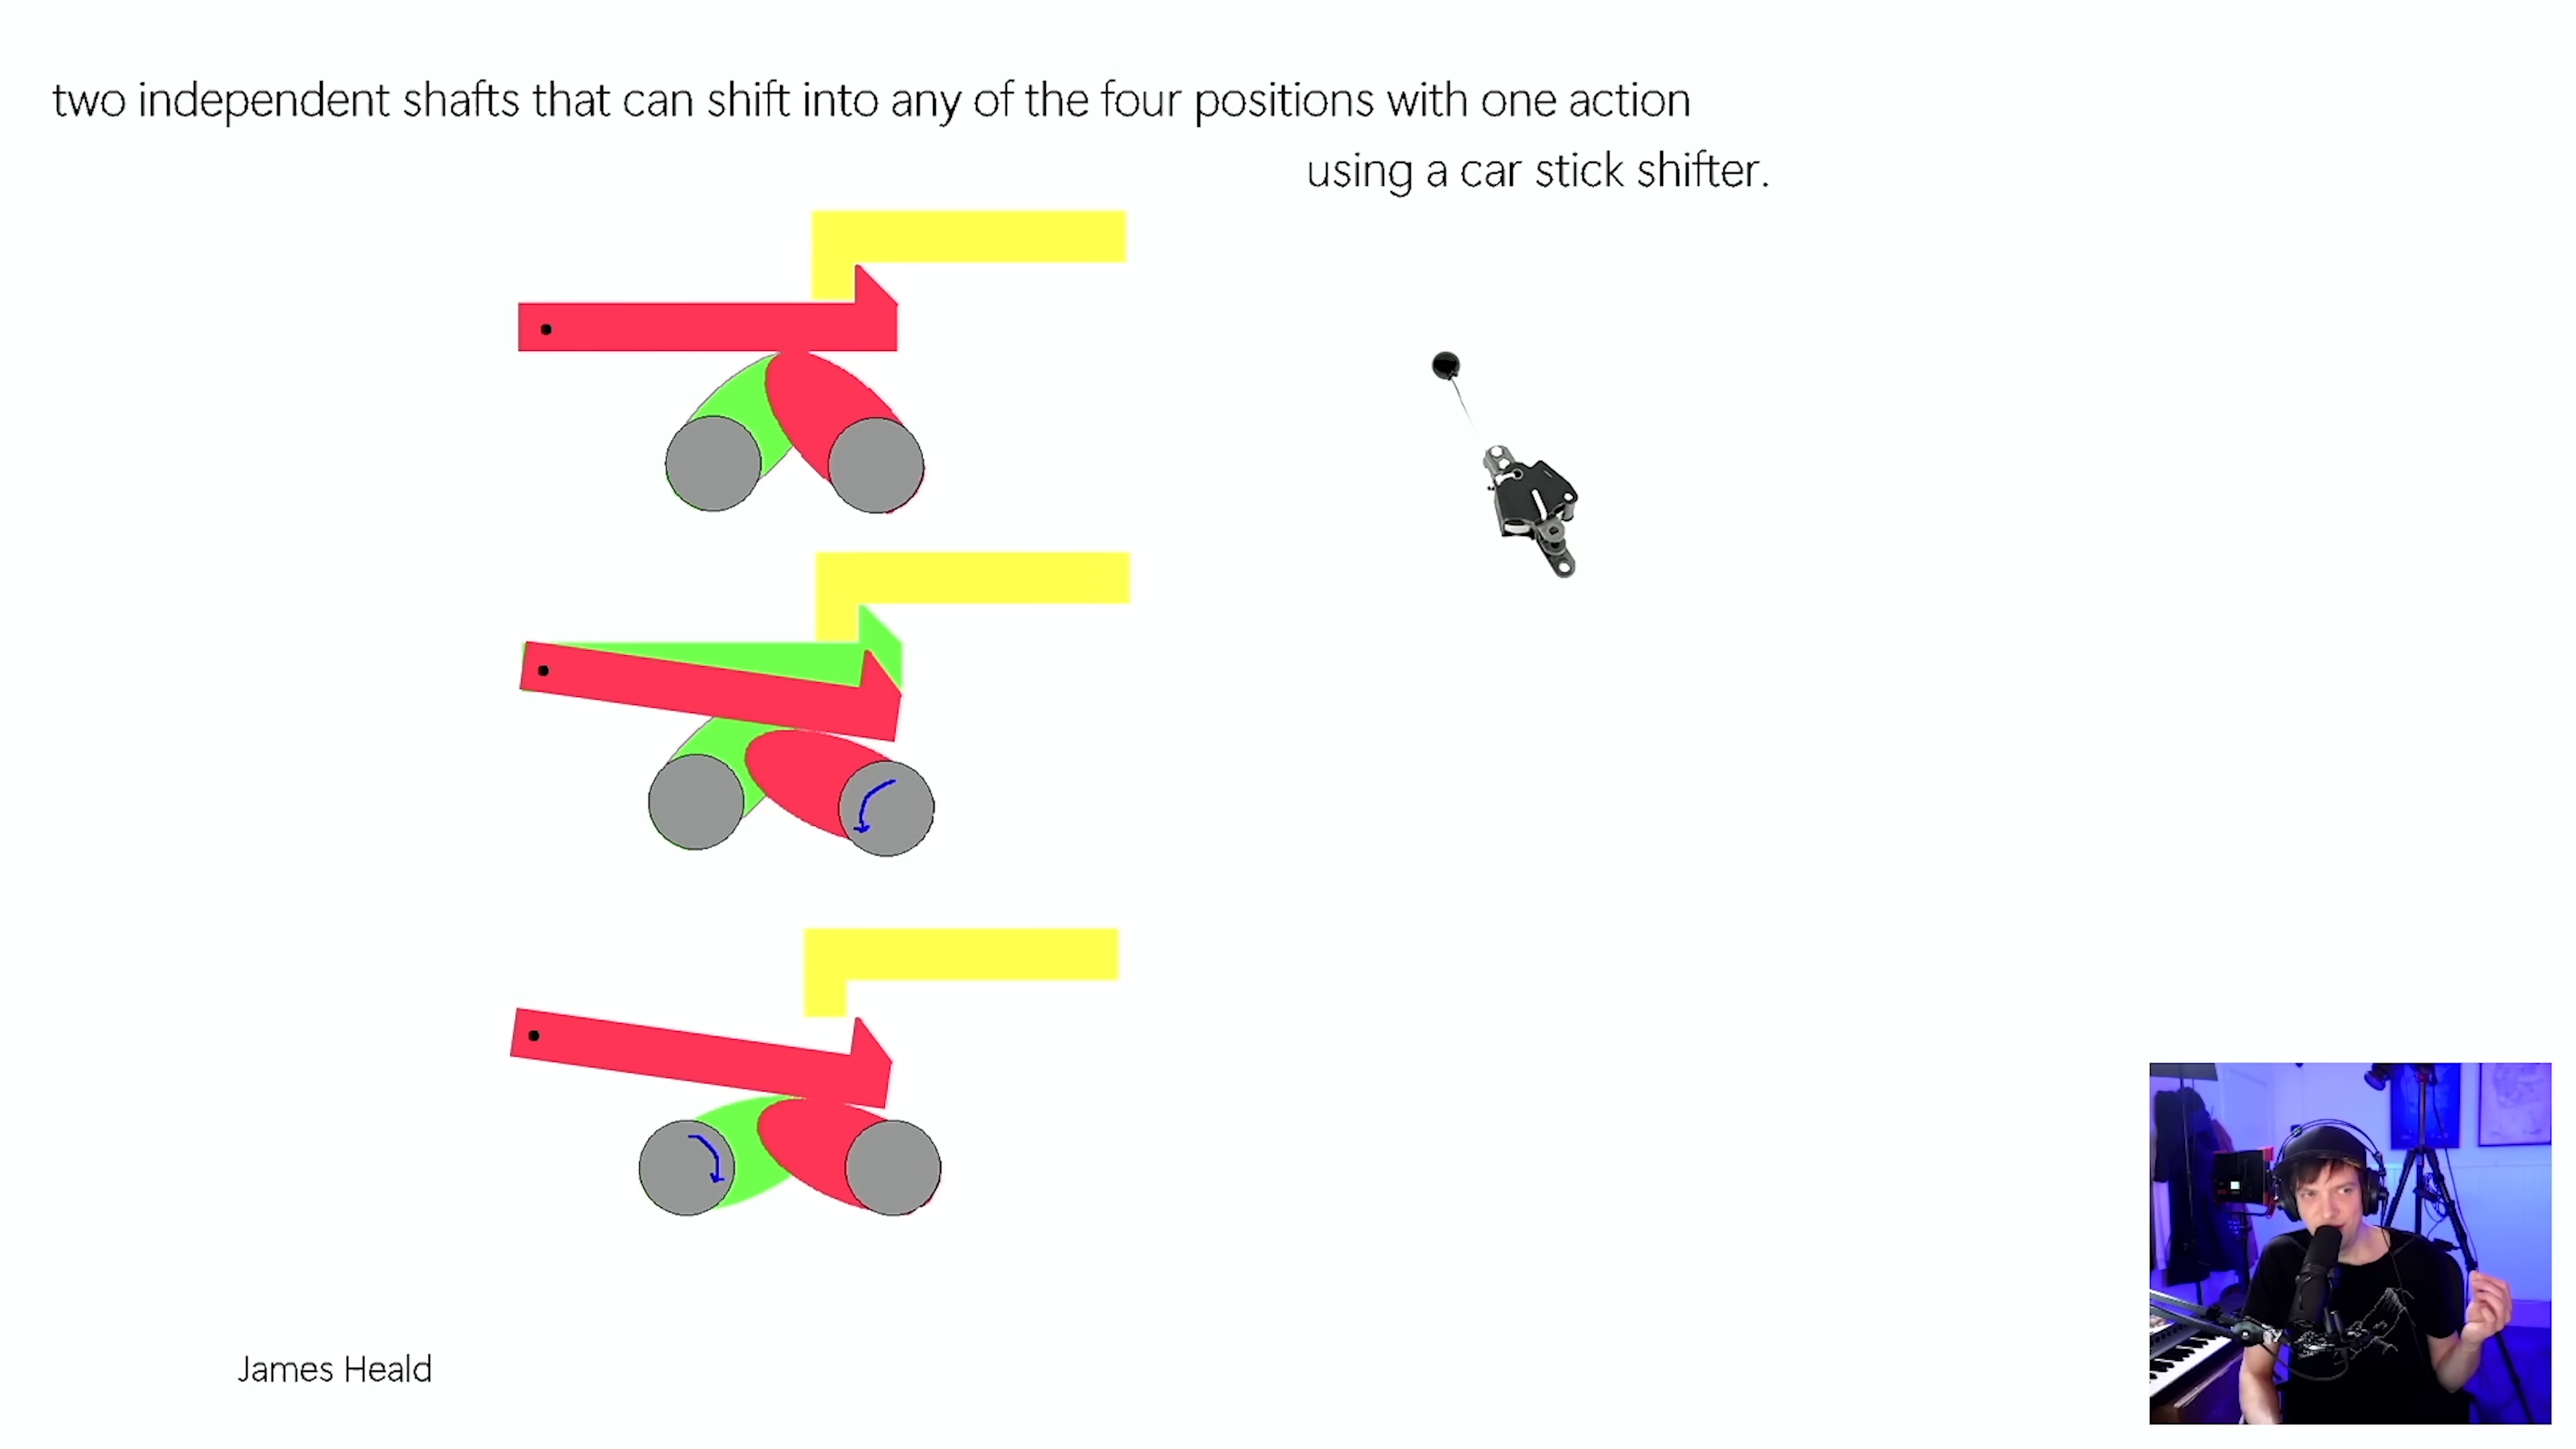 two independent shafts that can shift into any of the four positions with one action
using a car stick shifter.
James Heald